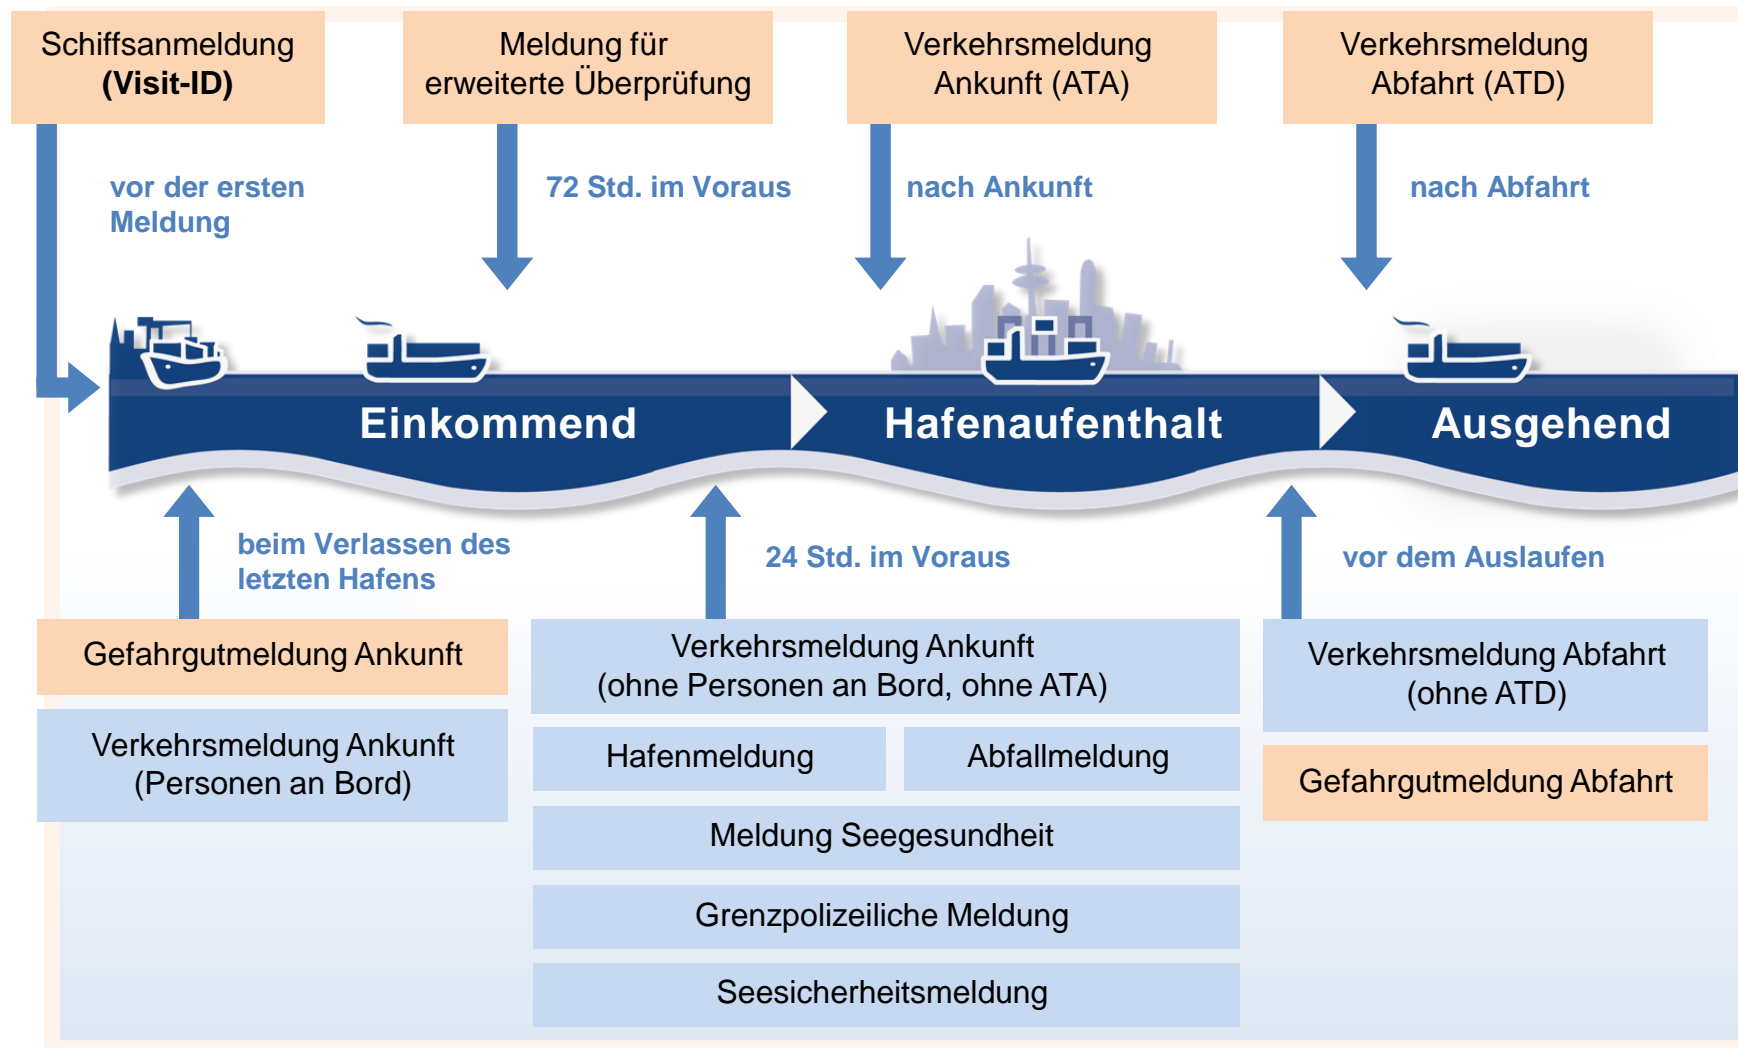 Schiffsanmeldung
(Visit-ID)
Meldung für
erweiterte Überprüfung
Verkehrsmeldung
Ankunft (ATA)
Verkehrsmeldung
Abfahrt (ATD)
vor der ersten
Meldung
72 Std. im Voraus
nach Ankunft
nach Abfahrt
Einkommend
Hafenaufenthalt
Ausgehend
beim Verlassen des
letzten Hafens
24 Std. im Voraus
vor dem Auslaufen
Gefahrgutmeldung Ankunft
Verkehrsmeldung Ankunft
(Personen an Bord)
Verkehrsmeldung Ankunft
(ohne Personen an Bord, ohne ATA)
Hafenmeldung
Abfallmeldung
Meldung Seegesundheit
Grenzpolizeiliche Meldung
Seesicherheitsmeldung
Verkehrsmeldung Abfahrt
(ohne ATD)
Gefahrgutmeldung Abfahrt